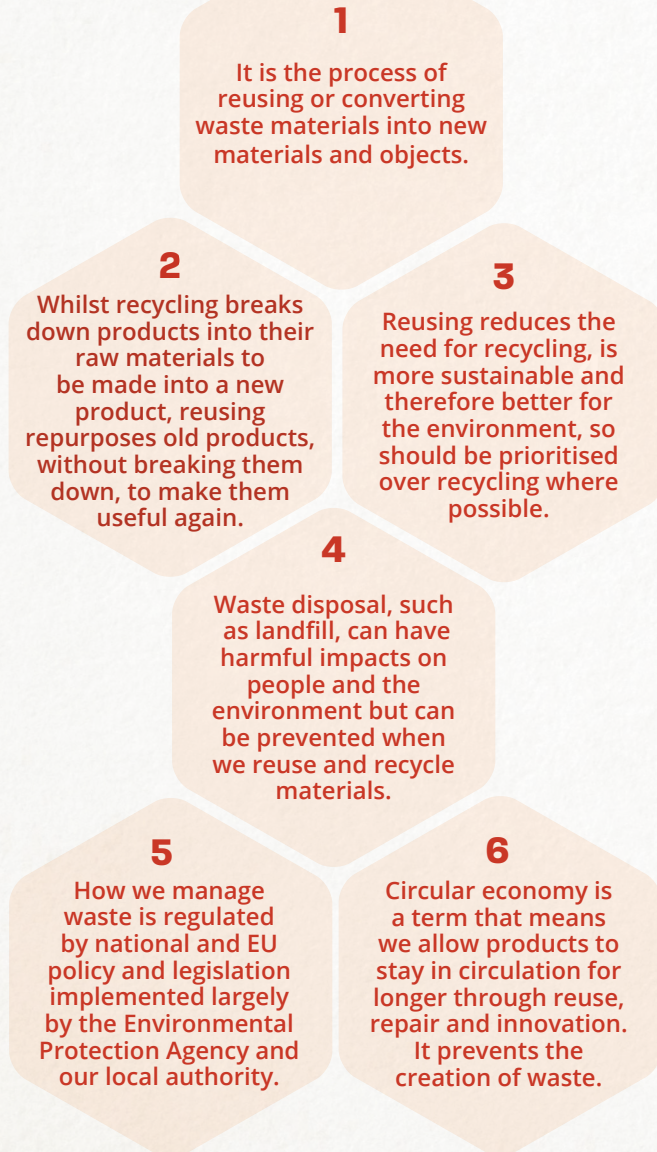 1
It is the process of
reusing or converting
waste materials into new
materials and objects.
2
Whilst recycling breaks
down products into their
raw materials to
be made into a new
product, reusing
repurposes old products,
without breaking them
down, to make them
useful again.
3
Reusing reduces the
need for recycling, is
more sustainable and
therefore better for
the environment, so
should be prioritised
over recycling where
possible.
4
Waste disposal, such
as landfill, can have
harmful impacts on
people and the
environment but can
be prevented when
we reuse and recycle
materials.
5
How we manage
waste is regulated
by national and EU
policy and legislation
implemented largely
by the Environmental
Protection Agency and
our local authority.
6
Circular economy is
a term that means
we allow products to
stay in circulation for
longer through reuse,
repair and innovation.
It prevents the
creation of waste.